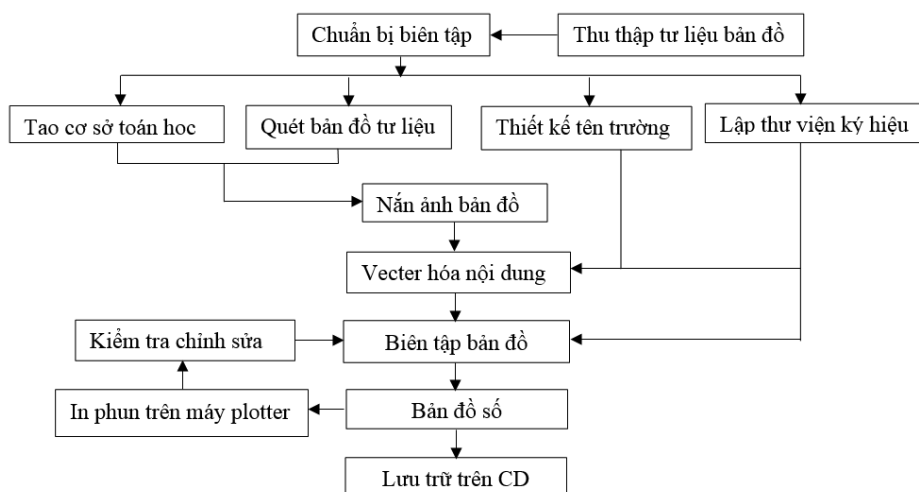 Chuẩn bị biên tập
Thu thập tư liệu bản đồ
Tao cơ sở toán hoc
Quét bản đồ tư liệu
Thiết kế tên trường
Lập thư viện ký hiệu
Nắn ảnh bản đồ
Vecter hóa nội dung
Kiểm tra chỉnh sửa
Biên tập bản đồ
In phun trên máy plotter
Bản đồ số
Lưu trữ trên CD